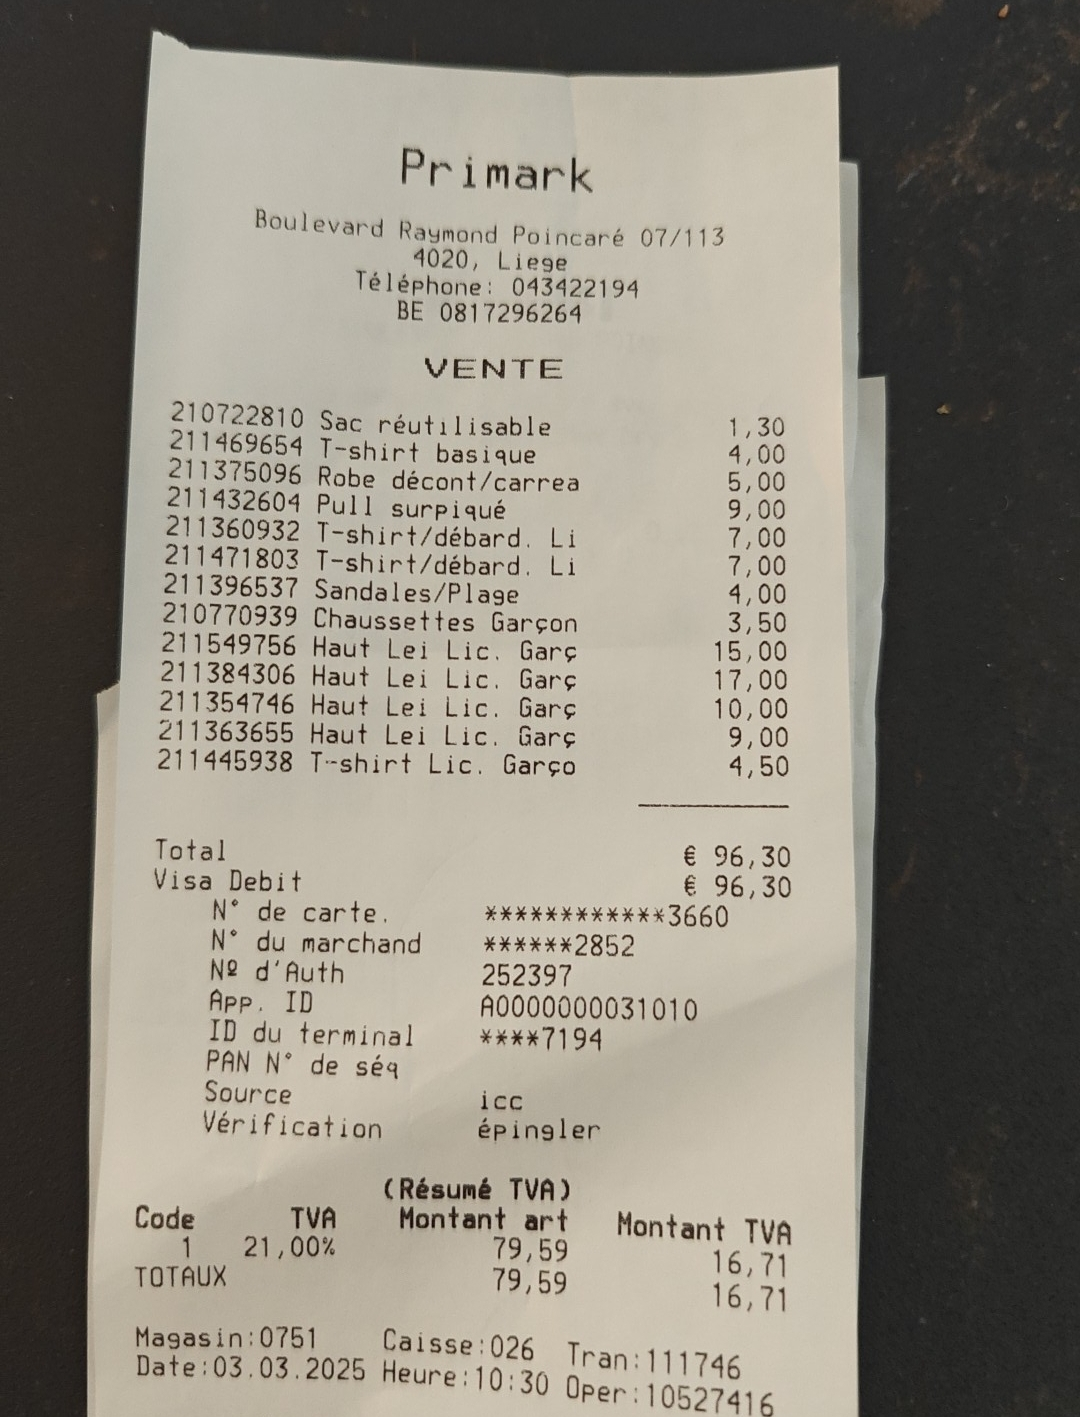 Primark
Boulevard Raymond Poincaré 07/113
4020, Liege
Téléphone: 043422194
BE 0817296264
VENTE
210722810 Sac réutilisable 1,30
211469654 T-shirt basique 4,00
211375096 Robe décont/carrea 5,00
211432604 Pull surpiqué 9,00
211360932 T-shirt/débard. Li 7,00
211471803 T-shirt/débard. Li 7,00
211396537 Sandales/Plage 4,00
210770939 Chaussettes Garçon 3,50
211549756 Haut Lei Lic. Garç 15,00
211384306 Haut Lei Lic. Garç 17,00
211354746 Haut Lei Lic. Garç 10,00
211363655 Haut Lei Lic. Garç 9,00
211445938 T-shirt Lic. Garço 4,50
Total € 96,30
Visa Debit € 96,30
N° de carte. ************3660
N° du marchand ******2852
Nº d'Auth 252397
App. ID A0000000031010
ID du terminal ****7194
PAN N° de séq
Source icc
Vérification épingler
(Résumé TVA)
Code TVA Montant art Montant TVA
1 21,00% 79,59 16,71
TOTAUX 79,59 16,71
Magasin:0751 Caisse:026 Tran:111746
Date:03.03.2025 Heure:10:30 Oper:10527416